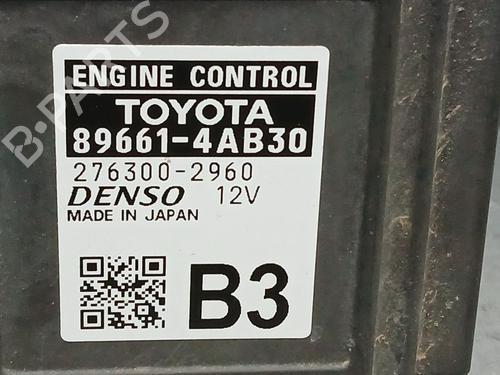 B-PARTS
ENGINE CONTROL
TOYOTA
89661-4AB30
276300-2960
DENSO 12V
MADE IN JAPAN
B3